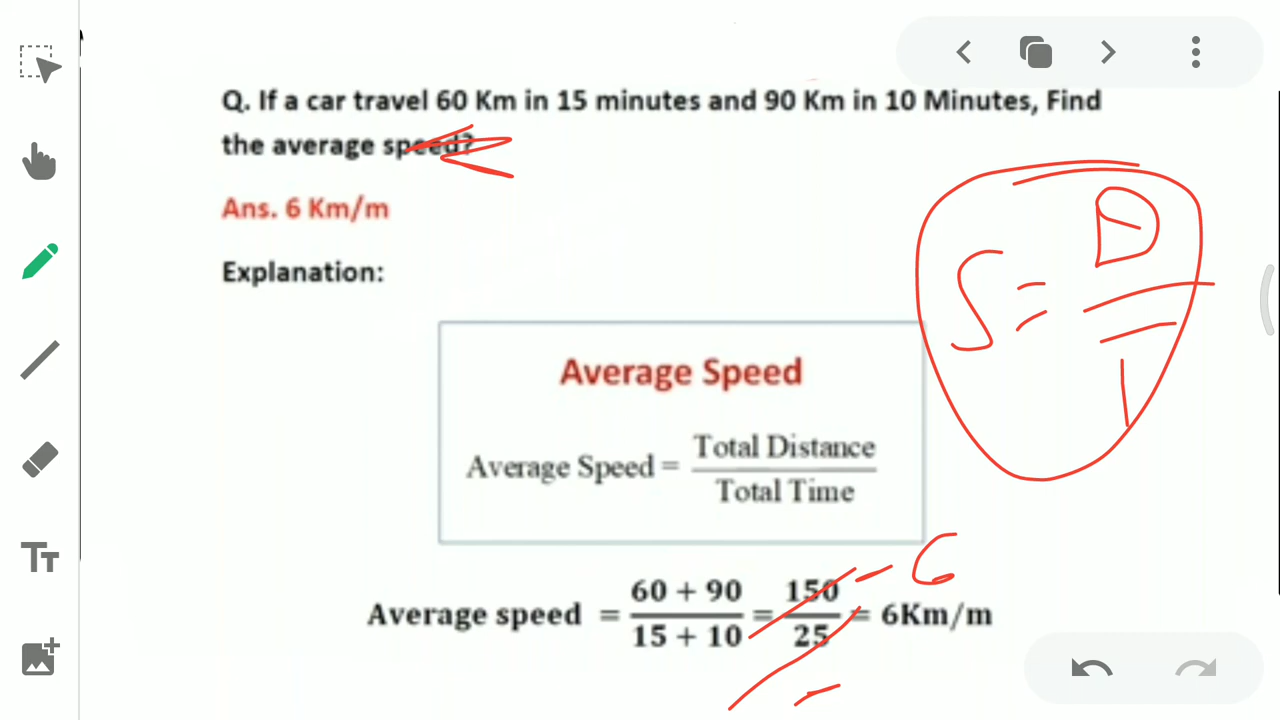 Q. If a car travel 60 Km in 15 minutes and 90 Km in 10 Minutes, Find
the average speed?
Ans. 6 Km/m
Explanation:
S = D
Average Speed
Average Speed = Total Distance
Total Time
6
Average speed = 60 + 90 = 150 = 6Km/m
15 + 10 25
Tт